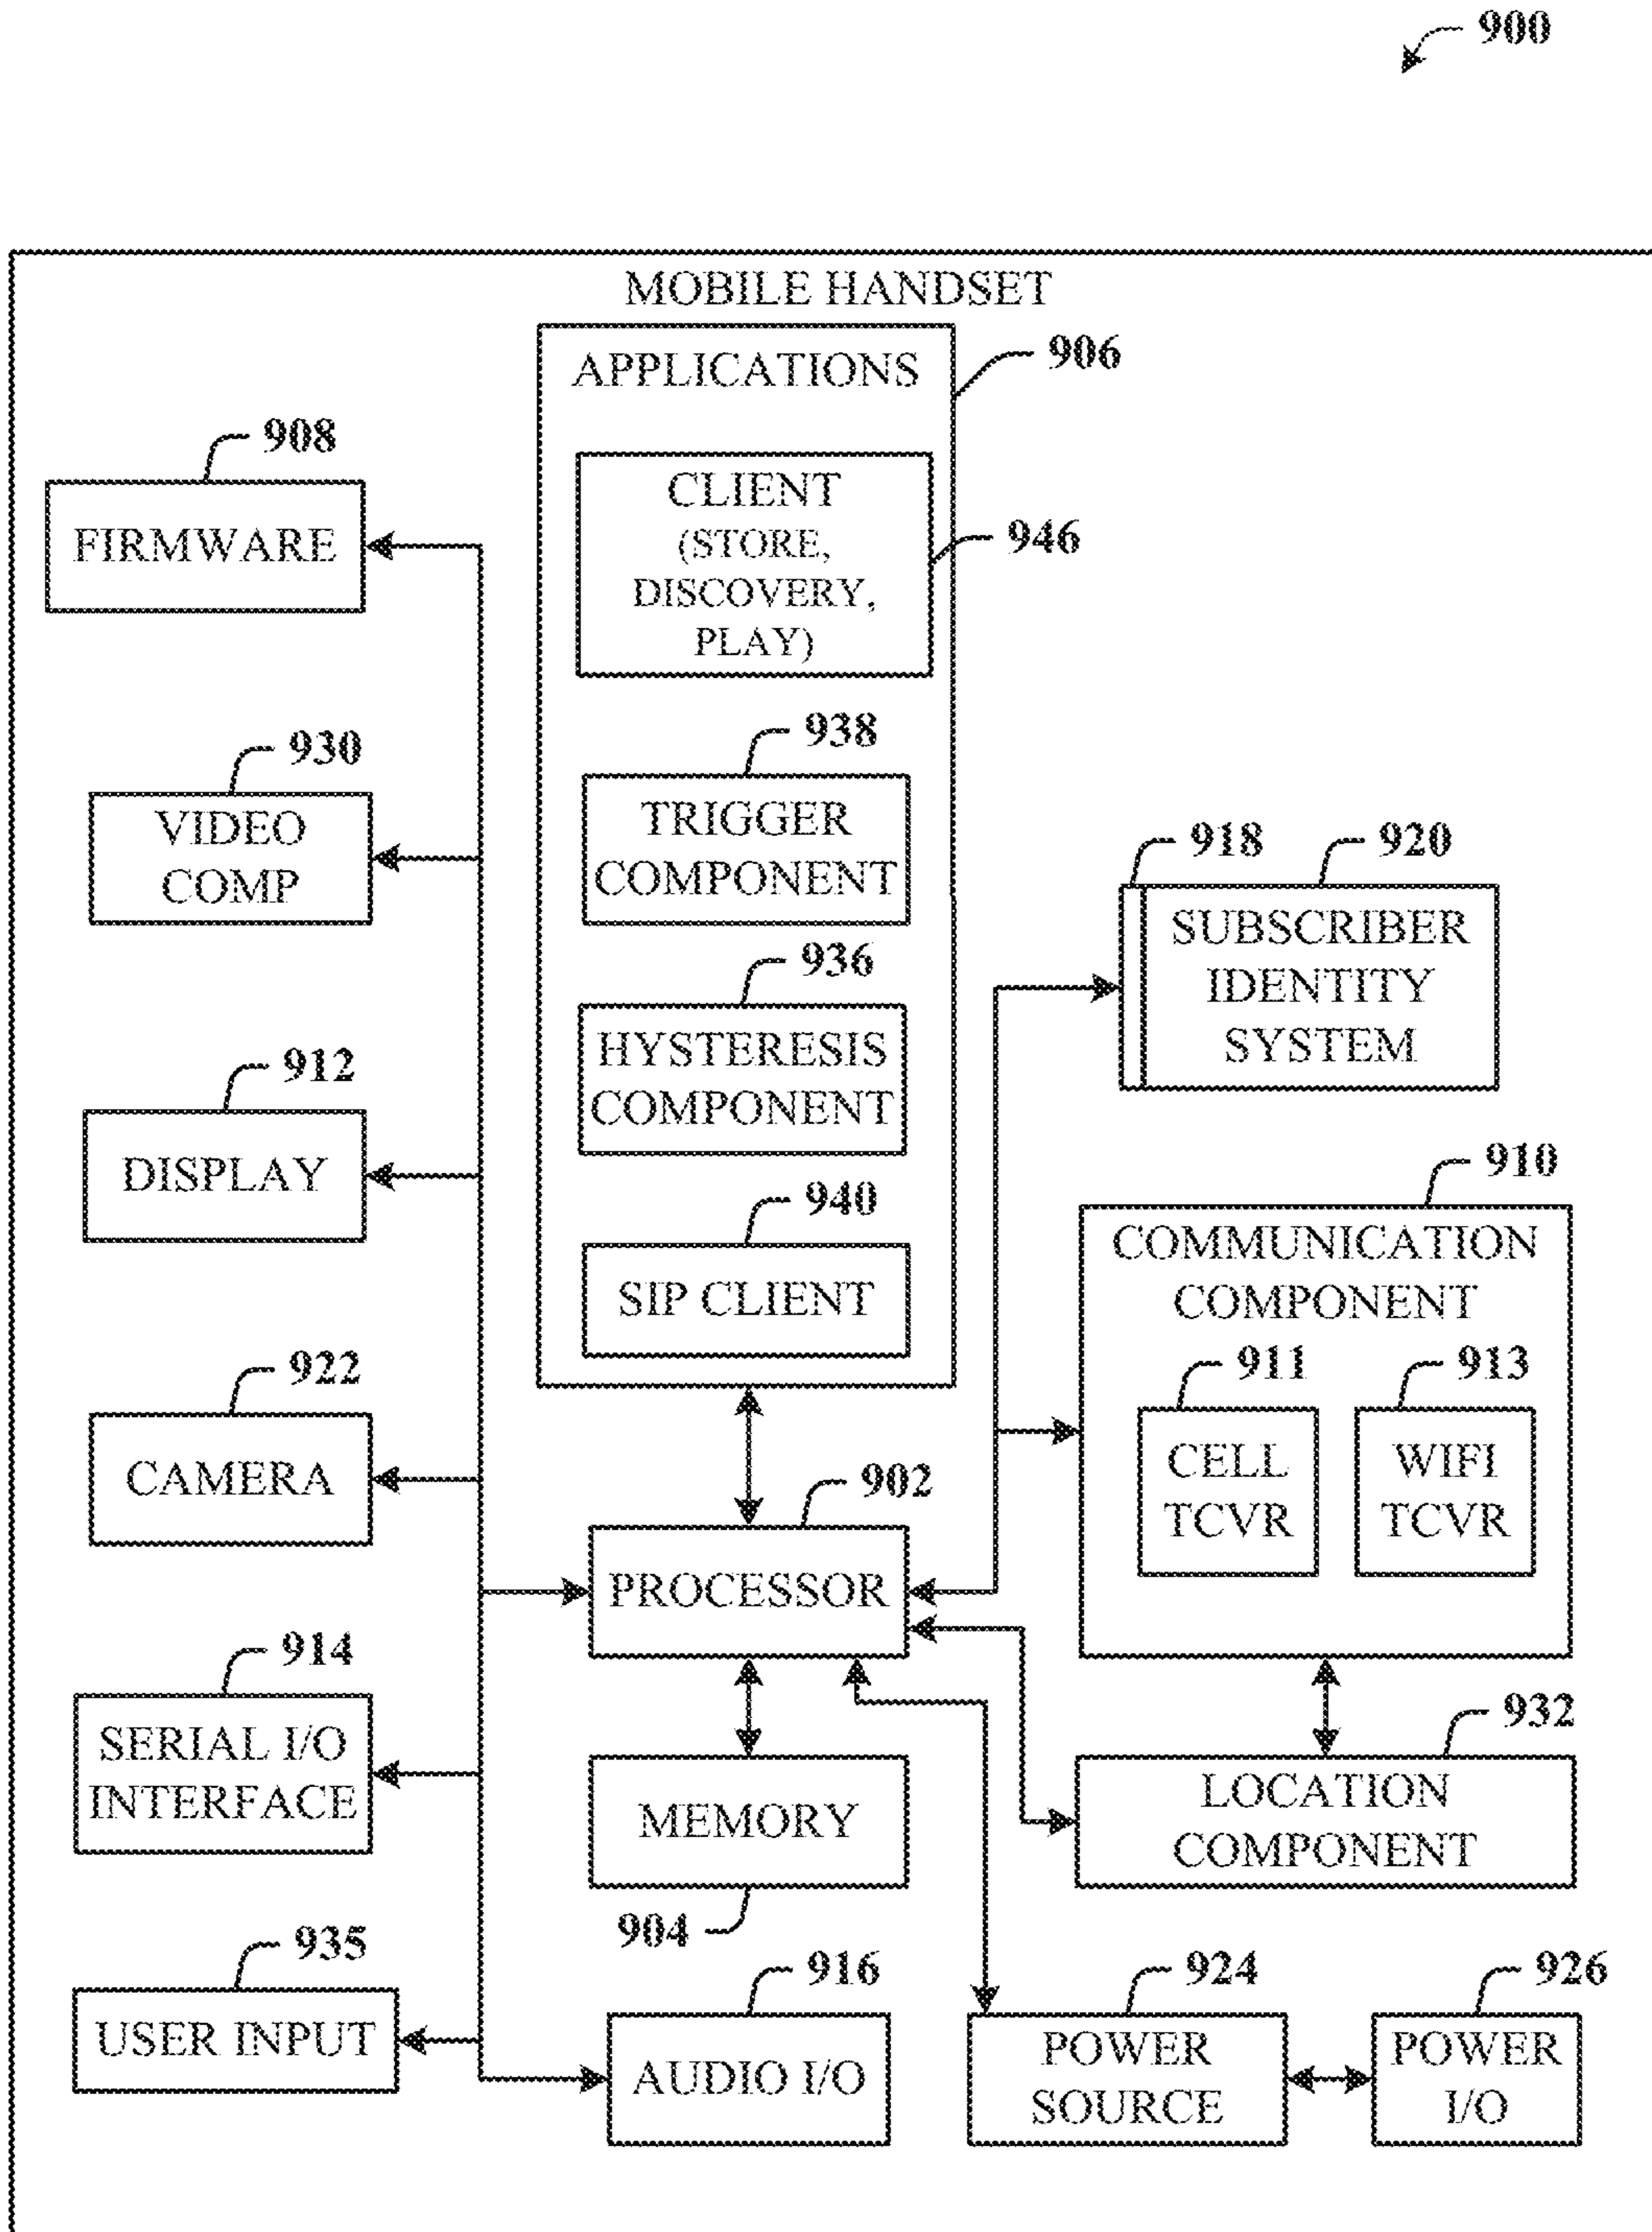 900
MOBILE HANDSET
APPLICATIONS
906
CLIENT
(STORE,
DISCOVERY,
PLAY)
946
938
TRIGGER
COMPONENT
936
HYSTERESIS
COMPONENT
940
SIP CLIENT
908
FIRMWARE
930
VIDEO
COMP
912
DISPLAY
922
CAMERA
914
SERIAL I/O
INTERFACE
935
USER INPUT
902
PROCESSOR
MEMORY
904
916
AUDIO I/O
918
920
SUBSCRIBER
IDENTITY
SYSTEM
910
COMMUNICATION
COMPONENT
911
CELL
TCVR
913
WIFI
TCVR
932
LOCATION
COMPONENT
924
POWER
SOURCE
926
POWER
I/O